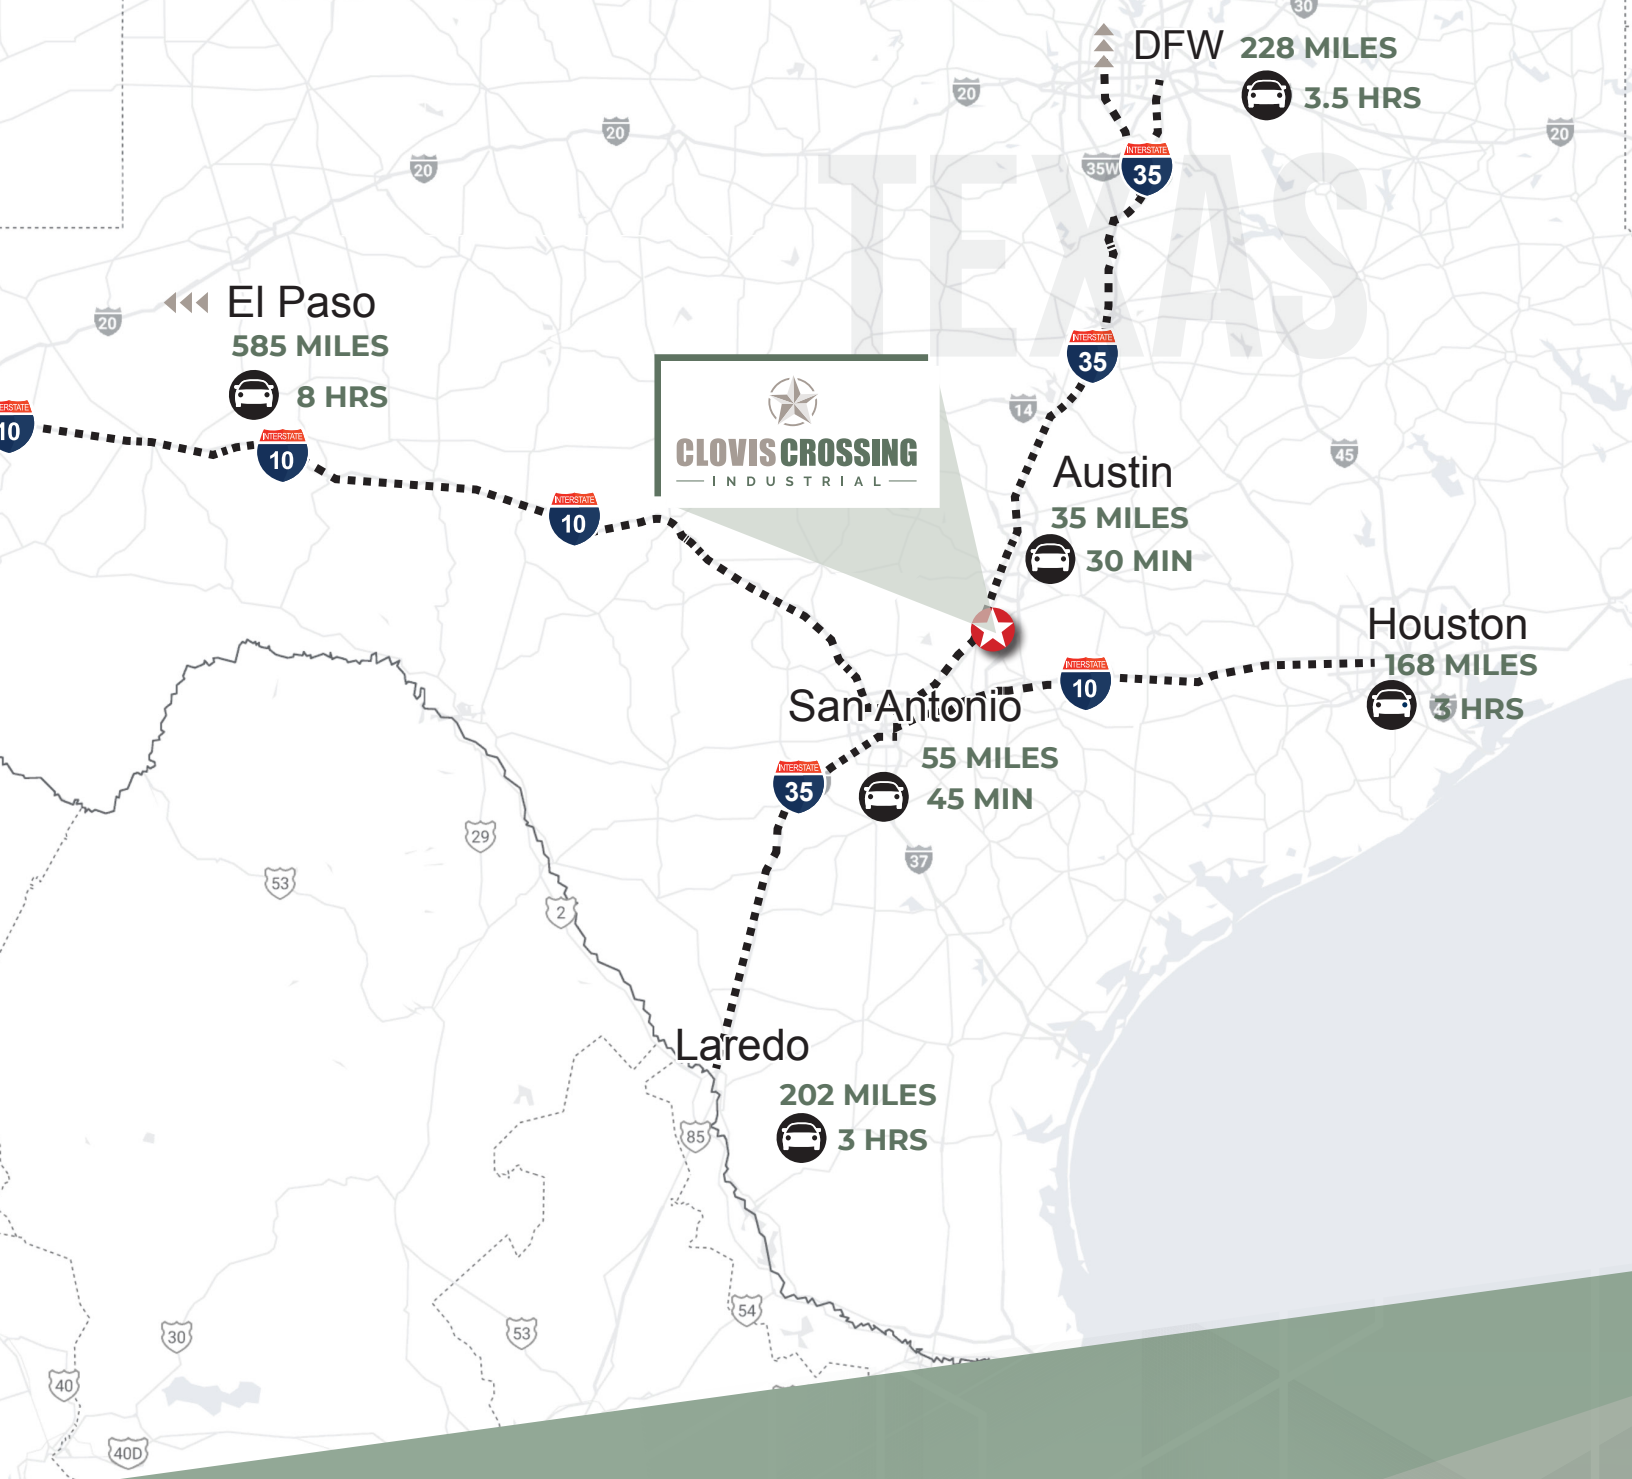 30
DFW
228 MILES
3.5 HRS
20
20
20
20
35W
INTERSTATE
35
TEXAS
El Paso
585 MILES
8 HRS
20
INTERSTATE
35
CLOVIS CROSSING
INDUSTRIAL
14
45
10
INTERSTATE
10
INTERSTATE
10
Austin
35 MILES
30 MIN
Houston
168 MILES
3 HRS
INTERSTATE
10
San Antonio
55 MILES
45 MIN
INTERSTATE
35
37
29
53
2
Laredo
202 MILES
3 HRS
85
54
53
30
40
40D